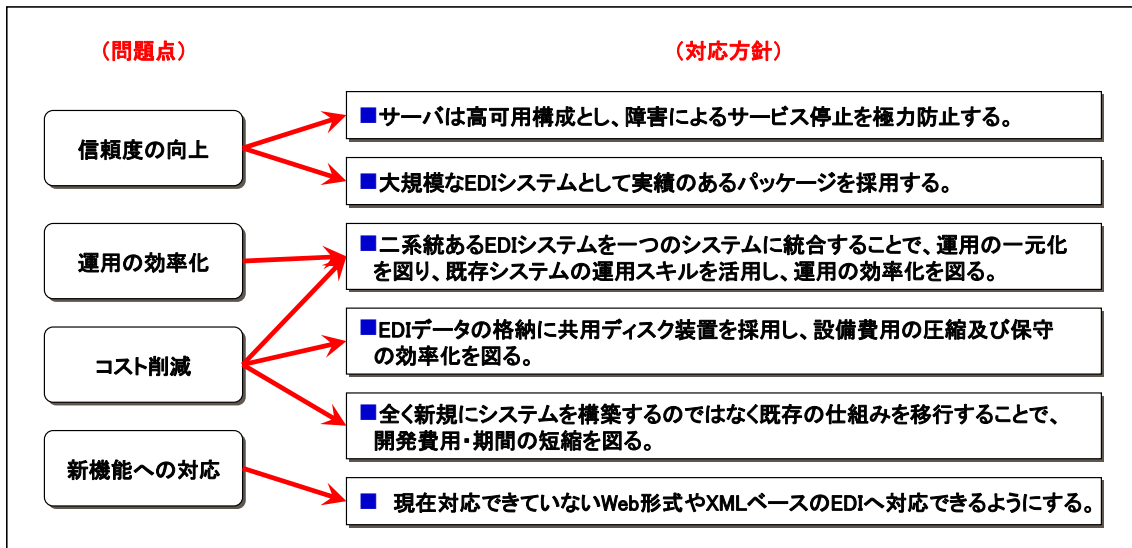 （問題点）
（対応方針）
信頼度の向上
■サーバは高可用構成とし、障害によるサービス停止を極力防止する。
■大規模なEDIシステムとして実績のあるパッケージを採用する。
運用の効率化
■二系統あるEDIシステムを一つのシステムに統合することで、運用の一元化
を図り、既存システムの運用スキルを活用し、運用の効率化を図る。
コスト削減
■EDIデータの格納に共用ディスク装置を採用し、設備費用の圧縮及び保守
の効率化を図る。
■全く新規にシステムを構築するのではなく既存の仕組みを移行することで、
開発費用・期間の短縮を図る。
新機能への対応
■ 現在対応できていないWeb形式やXMLベースのEDIへ対応できるようにする。